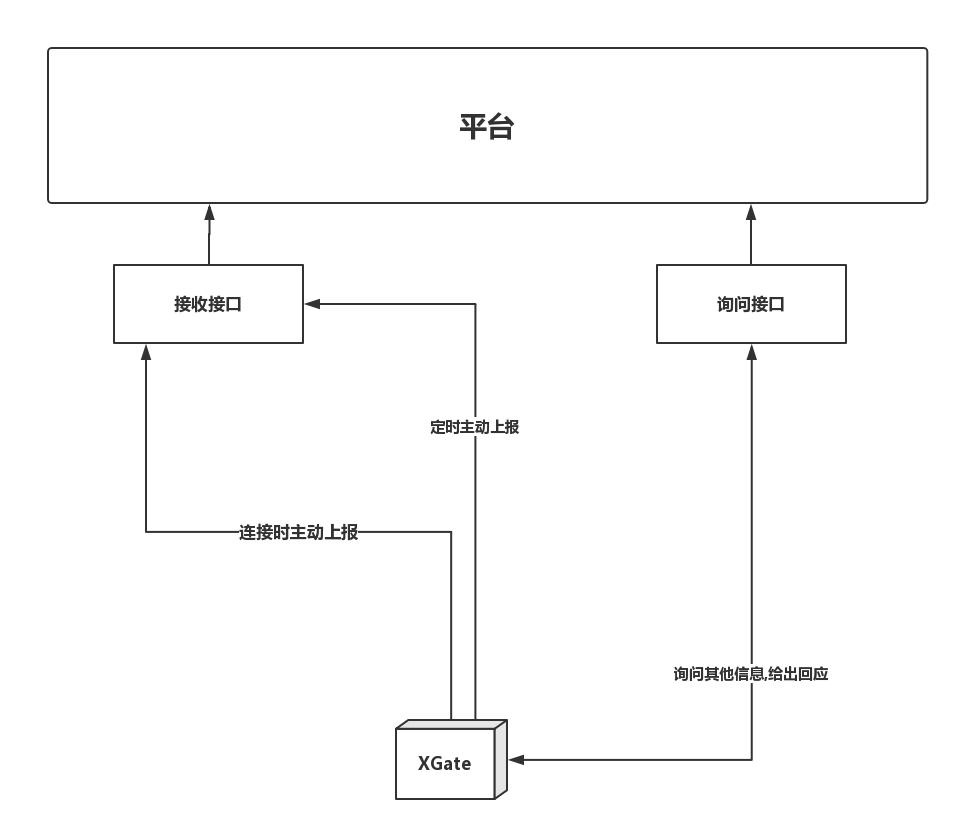 平台
接收接口
询问接口
定时主动上报
连接时主动上报
询问其他信息,给出回应
XGate